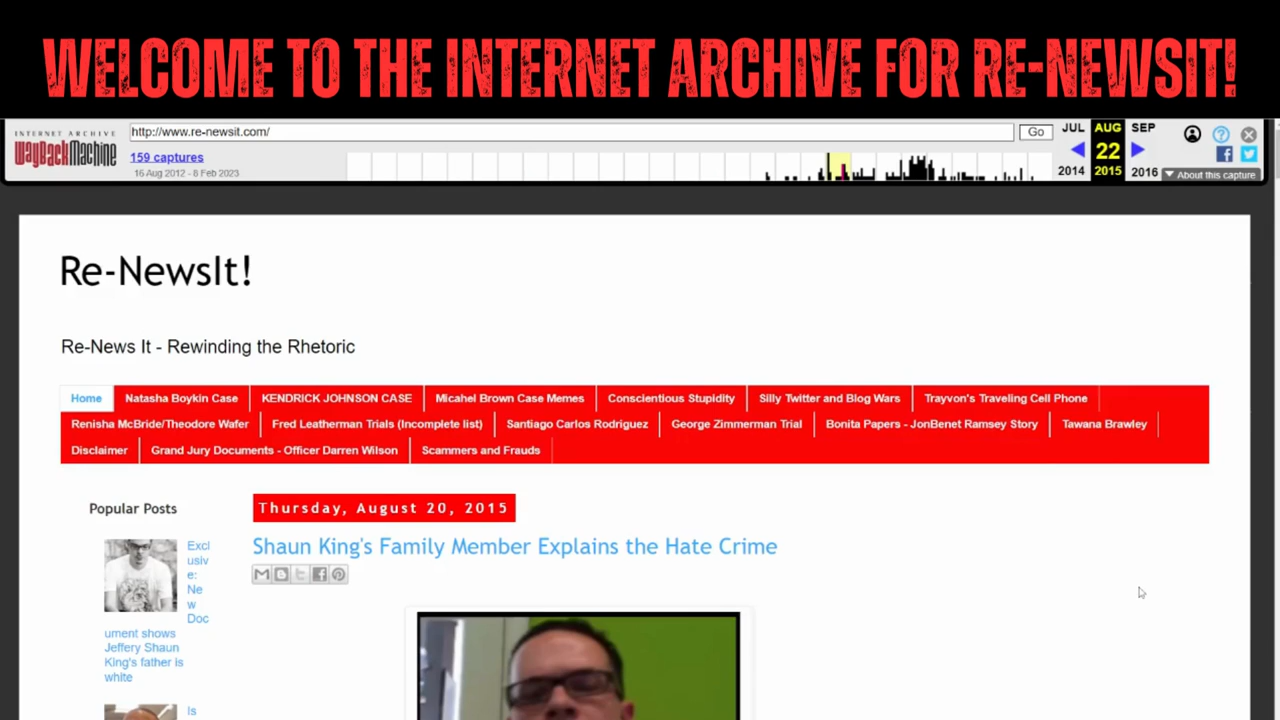 WELCOME TO THE INTERNET ARCHIVE FOR RE-NEWSIT!
INTERNET ARCHIVE
WayBackMachine
http://www.re-newsit.com/
Go
159 captures
16 Aug 2012 - 8 Feb 2023
JUL AUG SEP
22
2014 2015 2016
About this capture
Re-NewsIt!
Re-News It - Rewinding the Rhetoric
Home Natasha Boykin Case KENDRICK JOHNSON CASE Micahel Brown Case Memes Conscientious Stupidity Silly Twitter and Blog Wars Trayvon's Traveling Cell Phone
Renisha McBride/Theodore Wafer Fred Leatherman Trials (Incomplete list) Santiago Carlos Rodriguez George Zimmerman Trial Bonita Papers - JonBenet Ramsey Story Tawana Brawley
Disclaimer Grand Jury Documents - Officer Darren Wilson Scammers and Frauds
Popular Posts
Excl
usiv
e:
Ne
w
Doc
ument shows
Jeffery Shaun
King's father is
white
Is
Thursday, August 20, 2015
Shaun King's Family Member Explains the Hate Crime